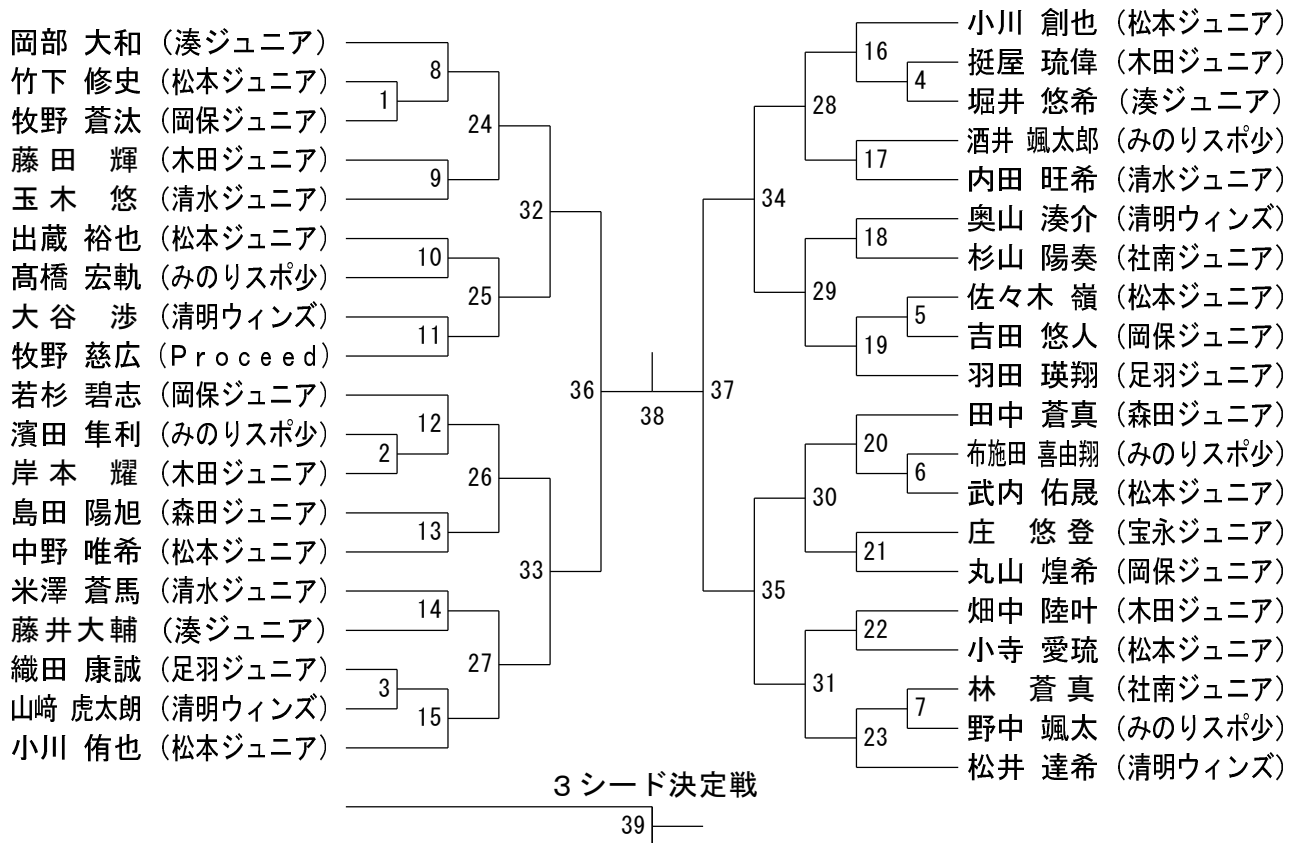 岡部 大和 (湊ジュニア)
竹下 修史 (松本ジュニア)
牧野 蒼汰 (岡保ジュニア)
藤田 輝 (木田ジュニア)
玉木 悠 (清水ジュニア)
出蔵 裕也 (松本ジュニア)
髙橋 宏軌 (みのりスポ少)
大谷 渉 (清明ウィンズ)
牧野 慈広 (Proceed)
若杉 碧志 (岡保ジュニア)
濱田 隼利 (みのりスポ少)
岸本 耀 (木田ジュニア)
島田 陽旭 (森田ジュニア)
中野 唯希 (松本ジュニア)
米澤 蒼馬 (清水ジュニア)
藤井大輔 (湊ジュニア)
織田 康誠 (足羽ジュニア)
山﨑 虎太朗 (清明ウィンズ)
小川 侑也 (松本ジュニア)
8
1
24
9
32
10
25
11
36
12
2
26
13
33
14
27
3
15
38
37
16
4
28
17
34
18
29
5
19
20
6
30
21
35
22
31
7
23
小川 創也 (松本ジュニア)
挺屋 琉偉 (木田ジュニア)
堀井 悠希 (湊ジュニア)
酒井 颯太郎 (みのりスポ少)
内田 旺希 (清水ジュニア)
奥山 湊介 (清明ウィンズ)
杉山 陽奏 (社南ジュニア)
佐々木 嶺 (松本ジュニア)
吉田 悠人 (岡保ジュニア)
羽田 瑛翔 (足羽ジュニア)
田中 蒼真 (森田ジュニア)
布施田 喜由翔 (みのりスポ少)
武内 佑晟 (松本ジュニア)
庄 悠登 (宝永ジュニア)
丸山 煌希 (岡保ジュニア)
畑中 陸叶 (木田ジュニア)
小寺 愛琉 (松本ジュニア)
林 蒼真 (社南ジュニア)
野中 颯太 (みのりスポ少)
松井 達希 (清明ウィンズ)
3シード決定戦
39